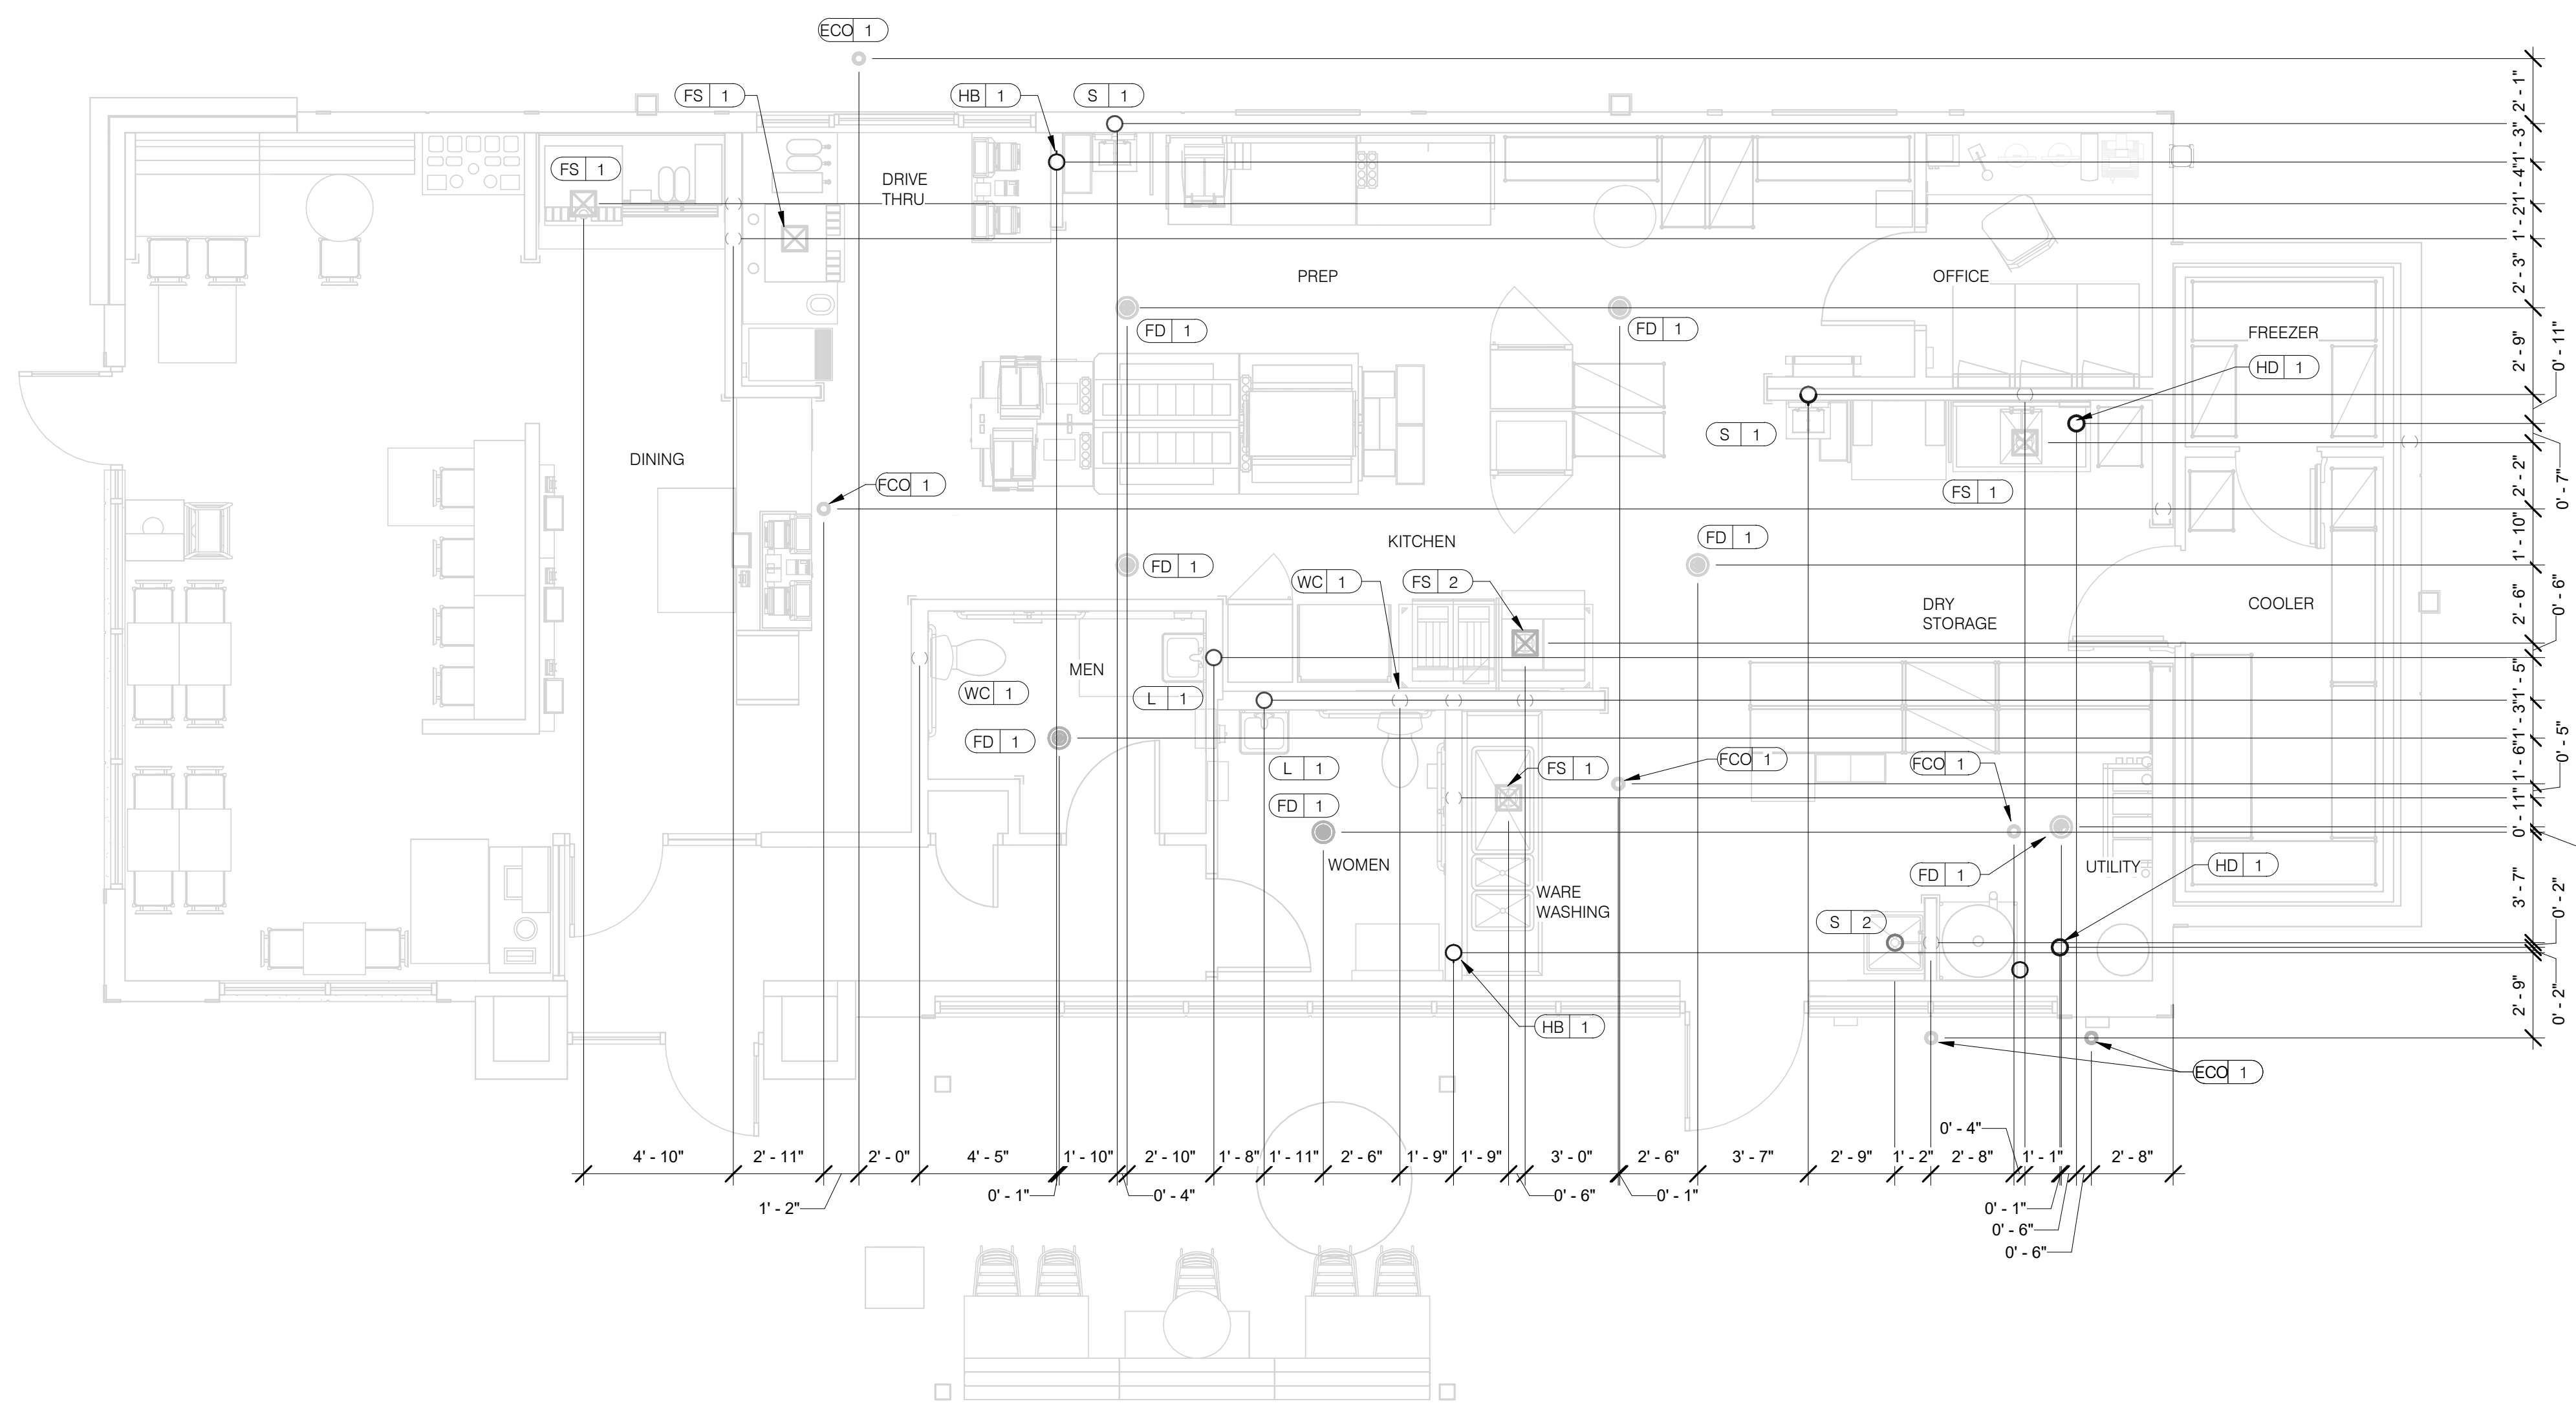 ECO 1
FS 1
HB 1
S 1
FS 1
DRIVE
THRU
PREP
OFFICE
FD 1
FD 1
FREEZER
HD 1
S 1
DINING
FCO 1
FS 1
KITCHEN
FD 1
FD 1
WC 1
FS 2
DRY
STORAGE
COOLER
MEN
WC 1
L 1
FD 1
L 1
FS 1
FCO 1
FCO 1
FD 1
WOMEN
FD 1
UTILITY
HD 1
WARE
WASHING
S 2
HB 1
ECO 1
2' - 1"
1' - 3"
1' - 4"
1' - 2"
2' - 3"
2' - 9"
0' - 11"
0' - 7"
2' - 2"
1' - 10"
2' - 6"
0' - 6"
1' - 5"
1' - 3"
1' - 6"
0' - 5"
0' - 11"
3' - 7"
0' - 2"
2' - 9"
0' - 2"
4' - 10"
2' - 11"
2' - 0"
4' - 5"
1' - 10"
2' - 10"
1' - 8"
1' - 11"
2' - 6"
1' - 9"
1' - 9"
3' - 0"
2' - 6"
3' - 7"
2' - 9"
1' - 2"
2' - 8"
0' - 4"
1' - 1"
2' - 8"
1' - 2"
0' - 1"
0' - 4"
0' - 6"
0' - 1"
0' - 1"
0' - 6"
0' - 6"